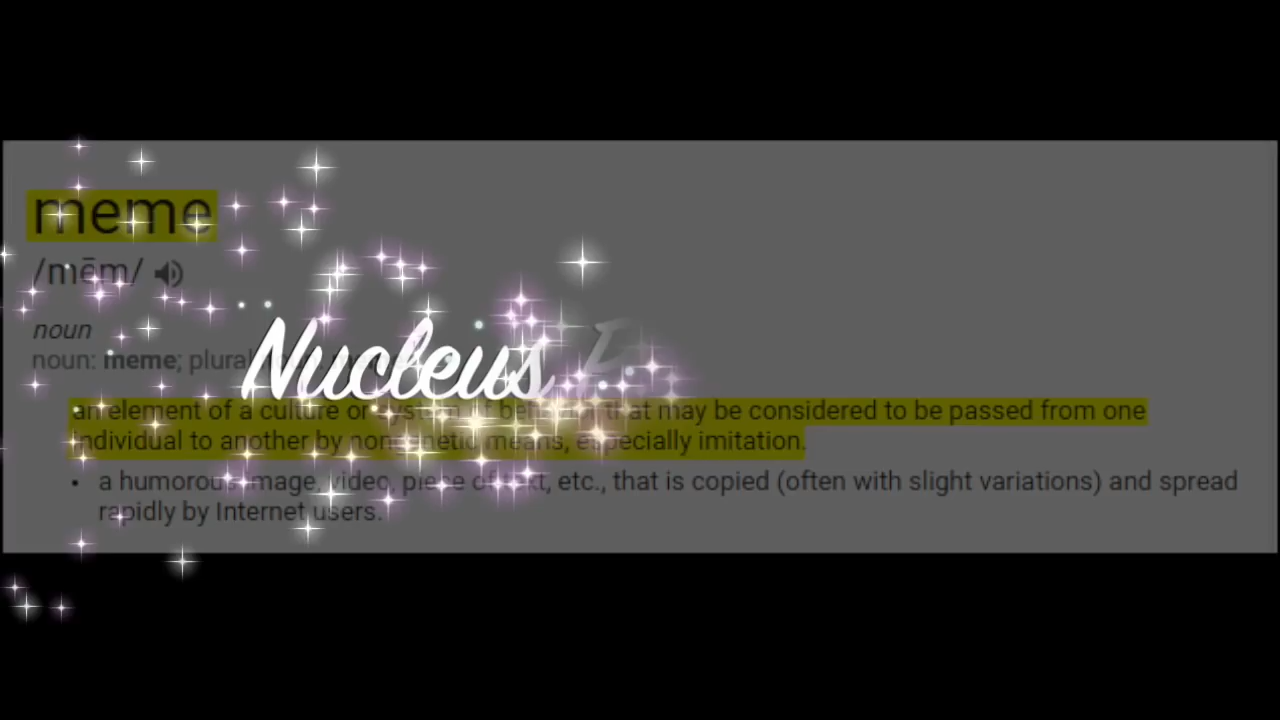 meme
/mēm/
noun
noun: meme; plural
Nucleus
an element of a culture or system of behavior that may be considered to be passed from one
individual to another by nongenetic means, especially imitation.
• a humorous image, video, piece of text, etc., that is copied (often with slight variations) and spread
rapidly by Internet users.